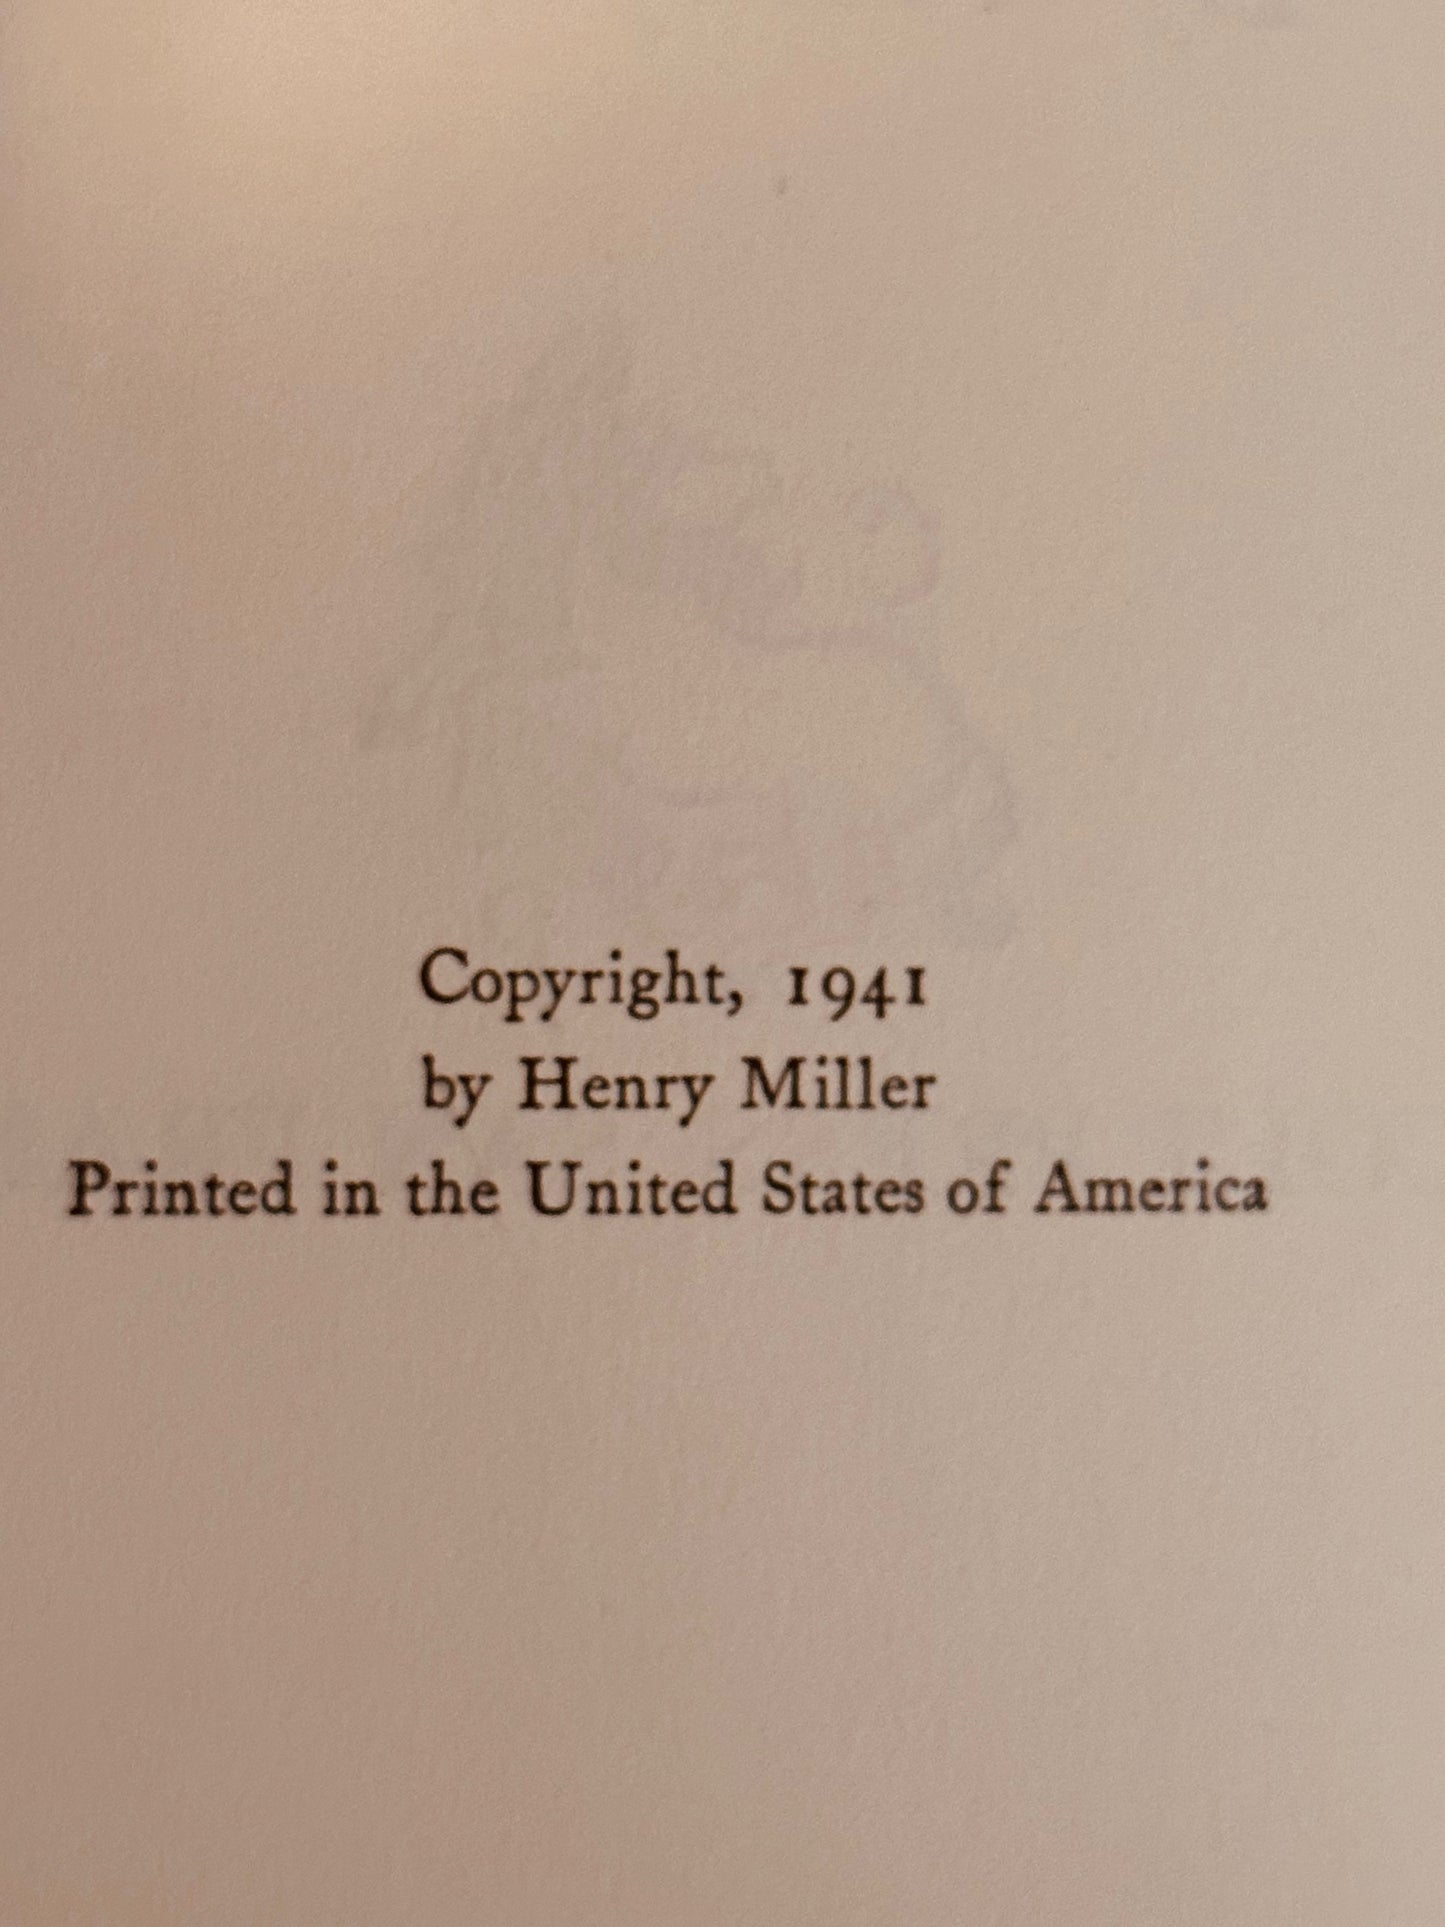 Copyright, 1941
by Henry Miller
Printed in the United States of America